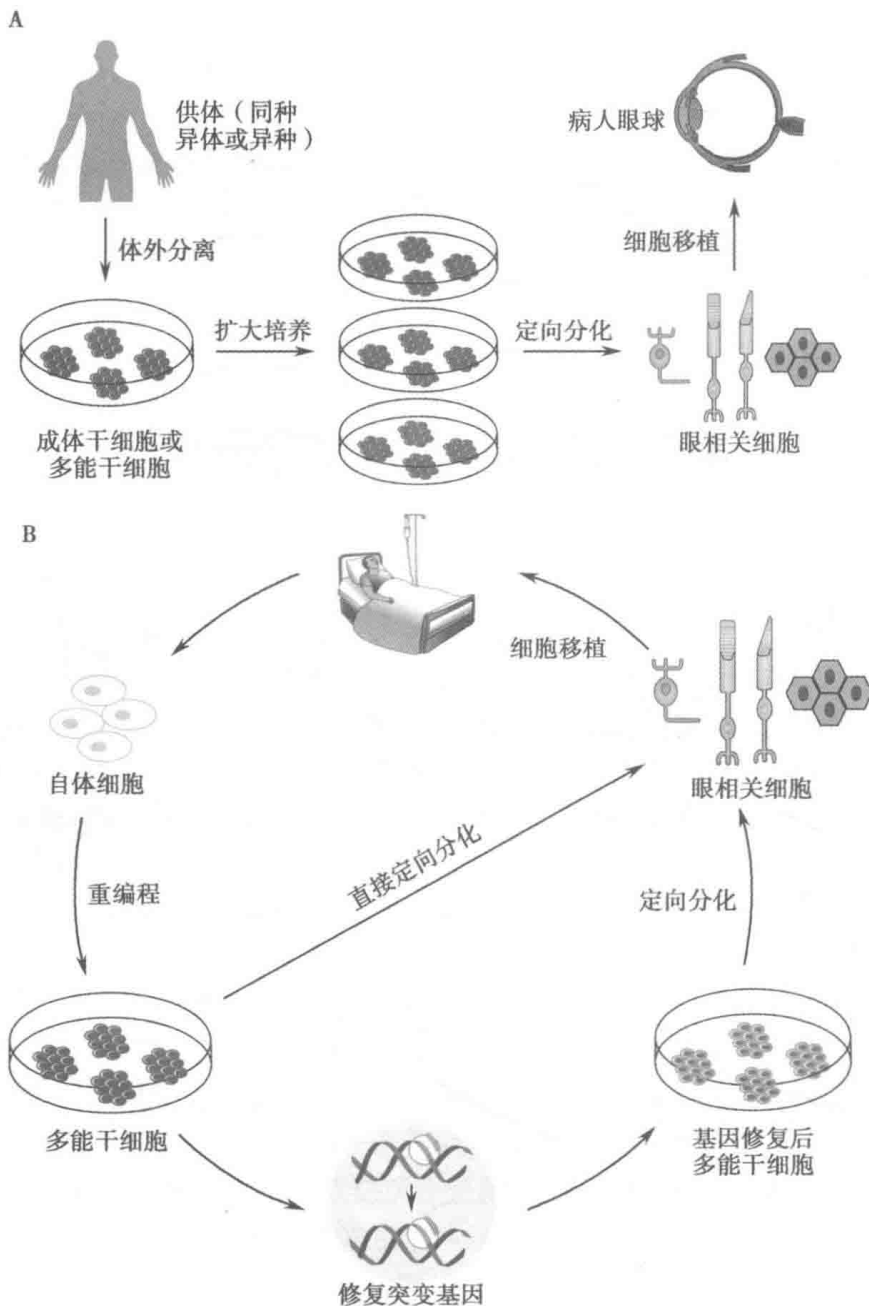 A
供体（同种
异体或异种）
病人眼球
体外分离
细胞移植
扩大培养
定向分化
成体干细胞或
多能干细胞
眼相关细胞
B
细胞移植
自体细胞
眼相关细胞
重编程
直接定向分化
定向分化
多能干细胞
基因修复后
多能干细胞
修复突变基因